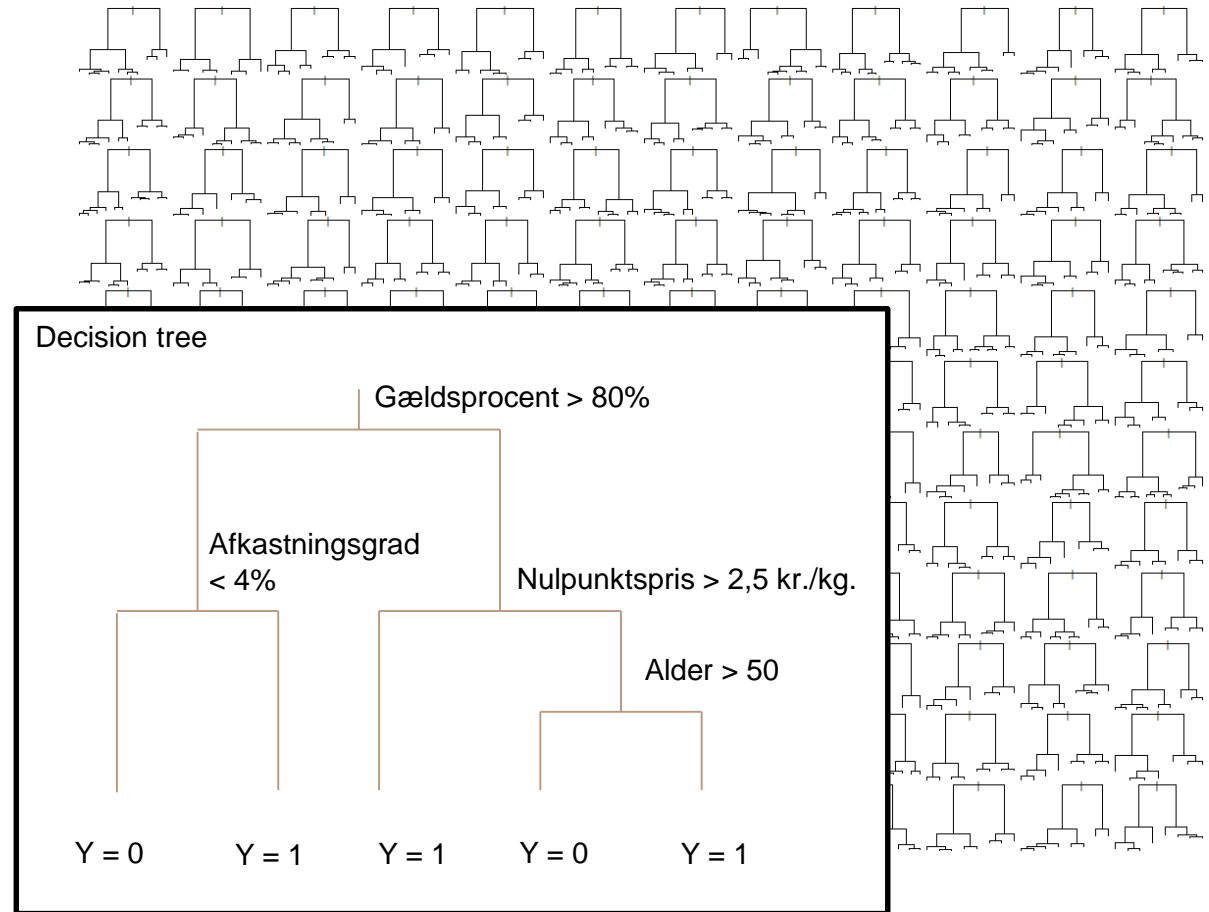 Decision tree
Gældsprocent > 80%
Afkastningsgrad
< 4%
Nulpunktspris > 2,5 kr./kg.
Alder > 50
Y = 0
Y = 1
Y = 1
Y = 0
Y = 1